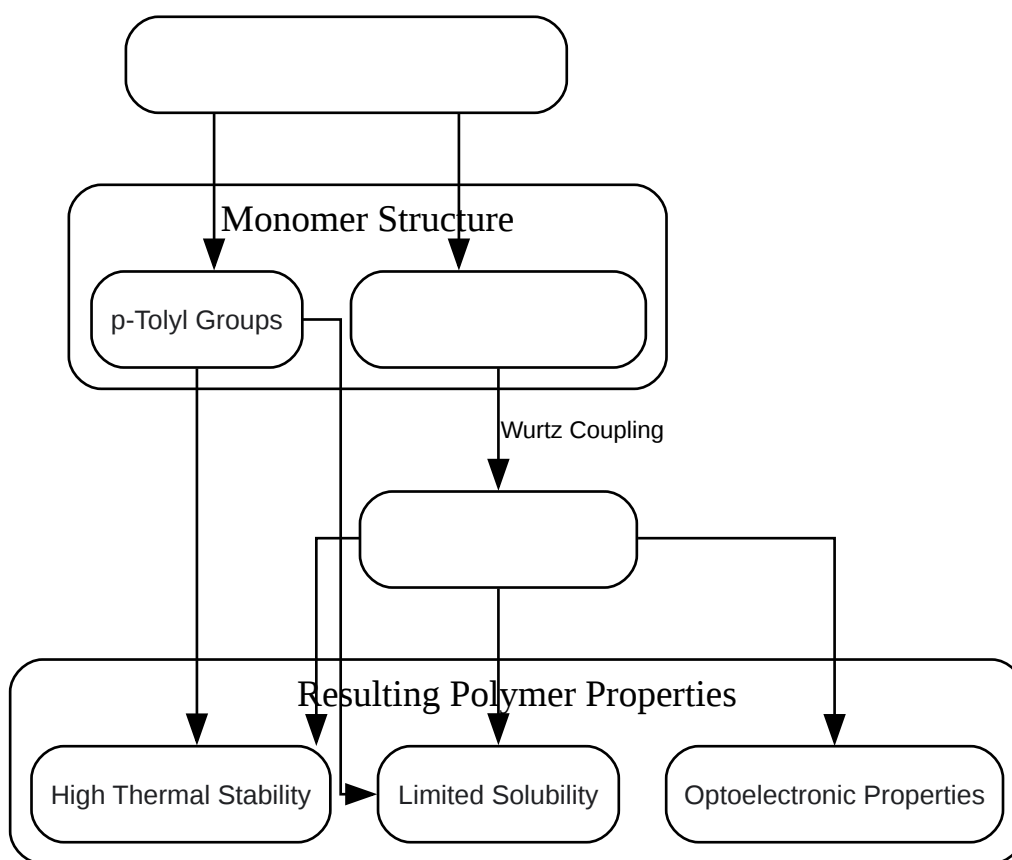 Monomer Structure
p-Tolyl Groups
Wurtz Coupling
Resulting Polymer Properties
High Thermal Stability
Limited Solubility
Optoelectronic Properties